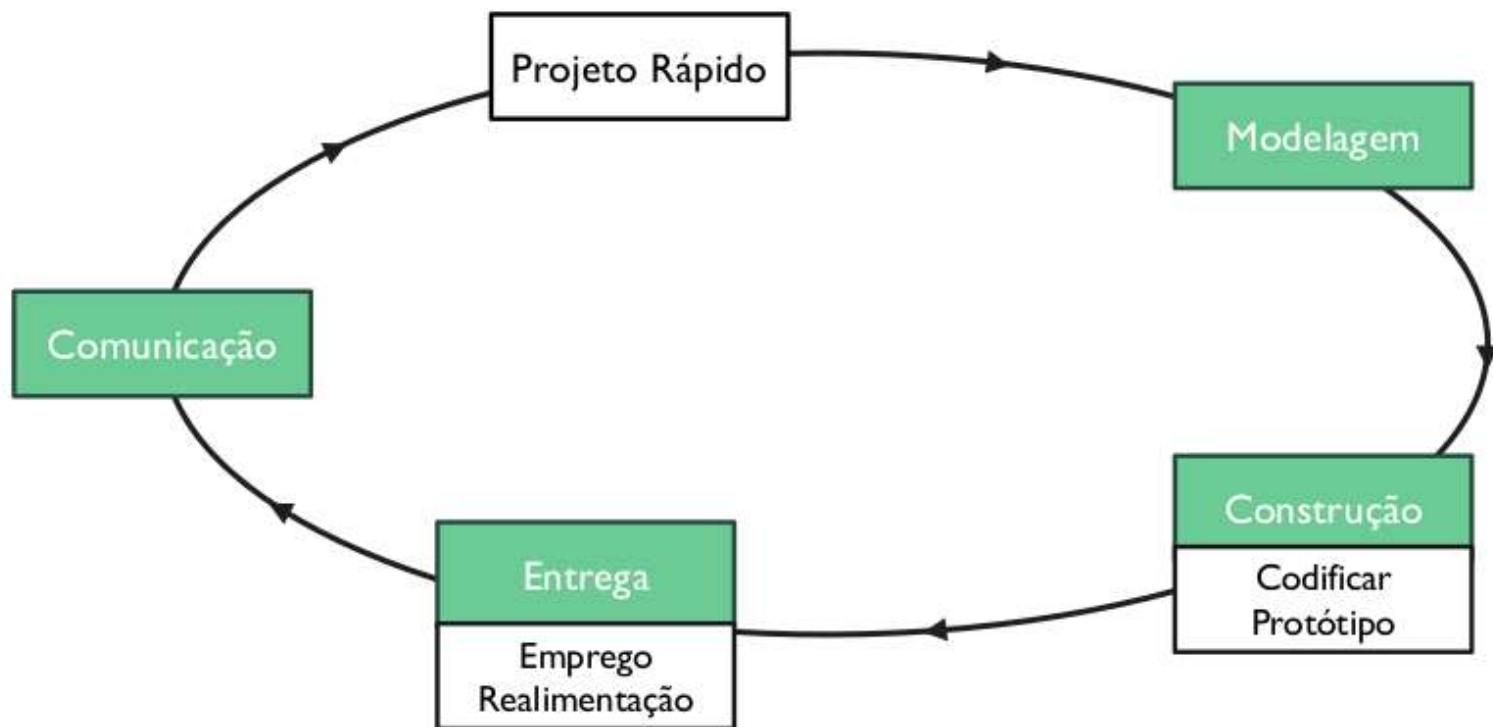 Projeto Rápido
Modelagem
Comunicação
Construção
Codificar
Protótipo
Entrega
Emprego
Realimentação